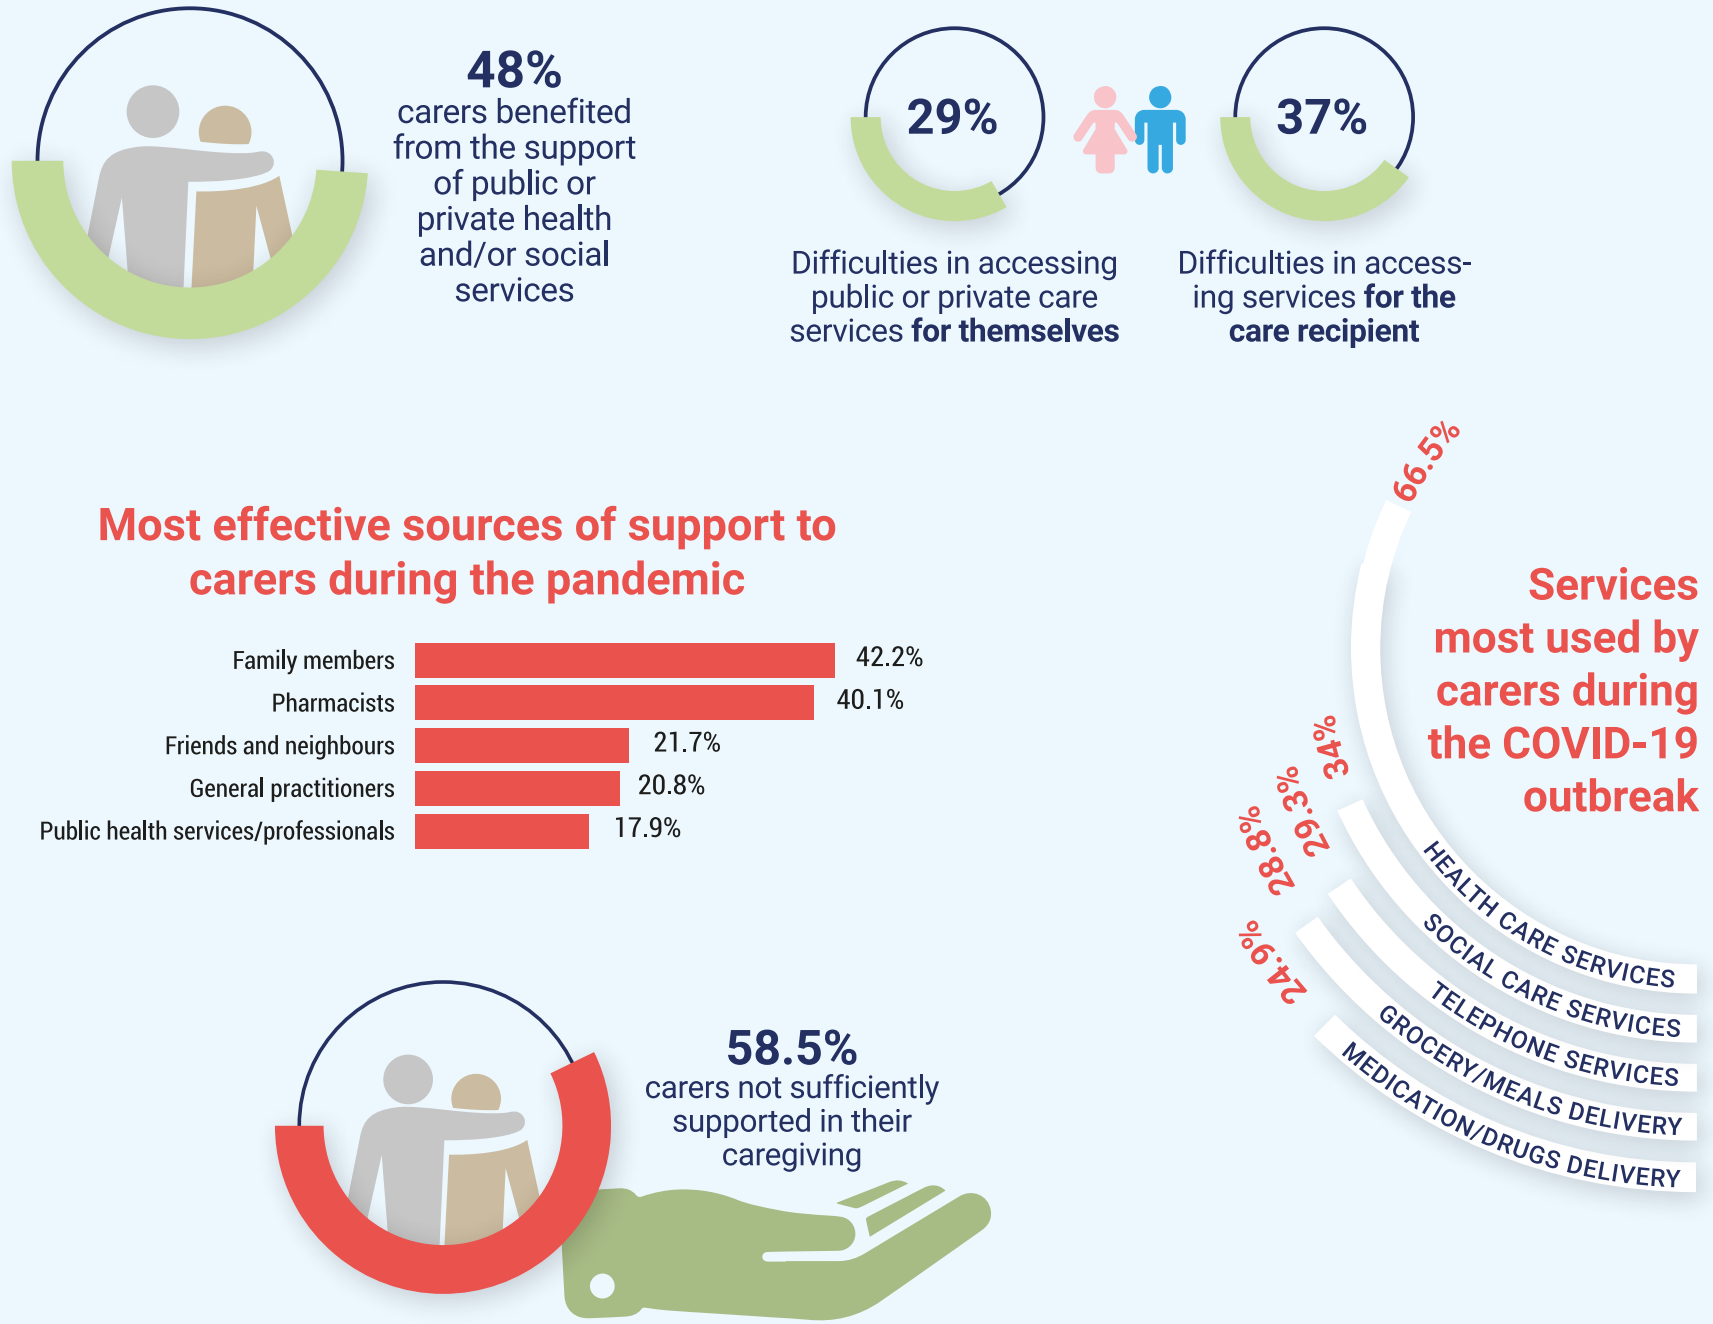 48%
carers benefited
from the support
of public or
private health
and/or social
services
29%
Difficulties in accessing
public or private care
services for themselves
37%
Difficulties in access-
ing services for the
care recipient
Most effective sources of support to
carers during the pandemic
Family members 42.2%
Pharmacists 40.1%
Friends and neighbours 21.7%
General practitioners 20.8%
Public health services/professionals 17.9%
Services
most used by
carers during
the COVID-19
outbreak
66.5%
HEALTH CARE SERVICES
34%
SOCIAL CARE SERVICES
29.3%
TELEPHONE SERVICES
28.8%
GROCERY/MEALS DELIVERY
24.9%
MEDICATION/DRUGS DELIVERY
58.5%
carers not sufficiently
supported in their
caregiving